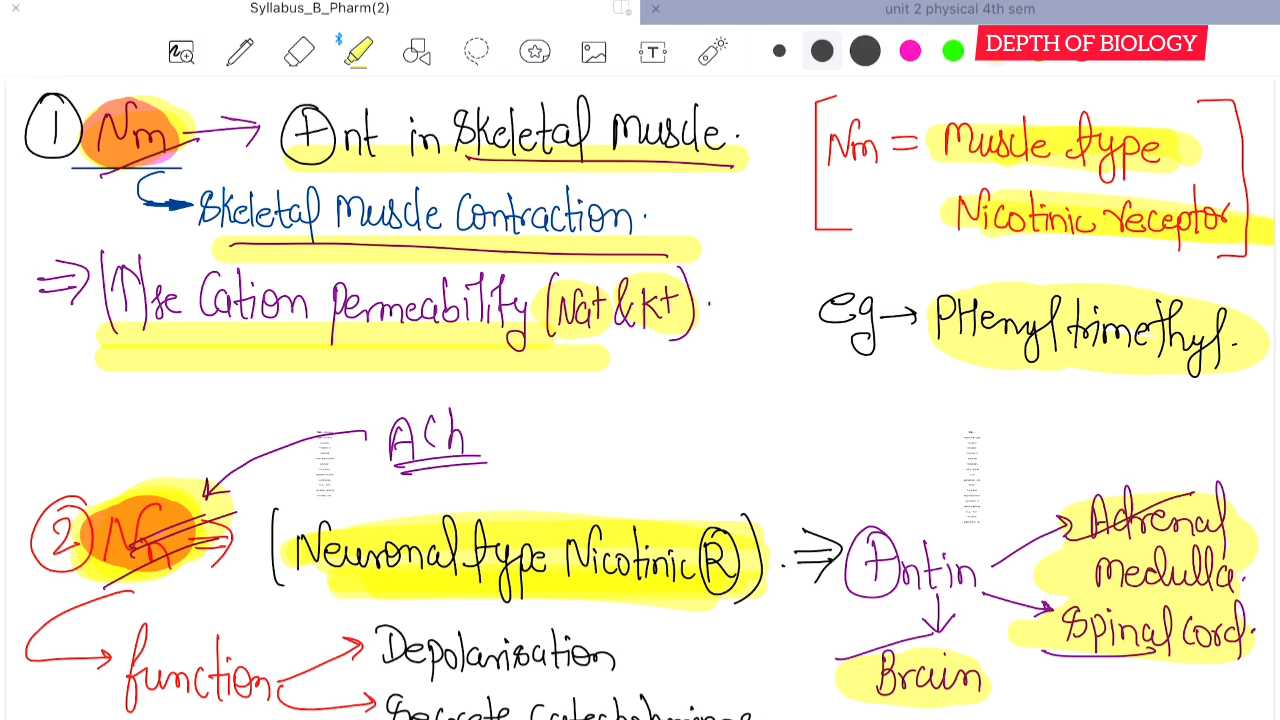 Syllabus_B_Pharm(2)
unit 2 physical 4th sem
DEPTH OF BIOLOGY
① Nm → Ⓟnt in Skeletal Muscle.
Skeletal Muscle Contraction.
⇒ (↑)se Cation permeability (Na+ & K+).
[Nm = Muscle type
Nicotinic receptor]
eg → PHenyl trimethyl.
ACh
② Nn ⇒ (Neuronal type Nicotinic Ⓡ). ⇒ Ⓟnt in
Adrenal
medulla.
Spinal cord.
Brain
function
Depolarisation